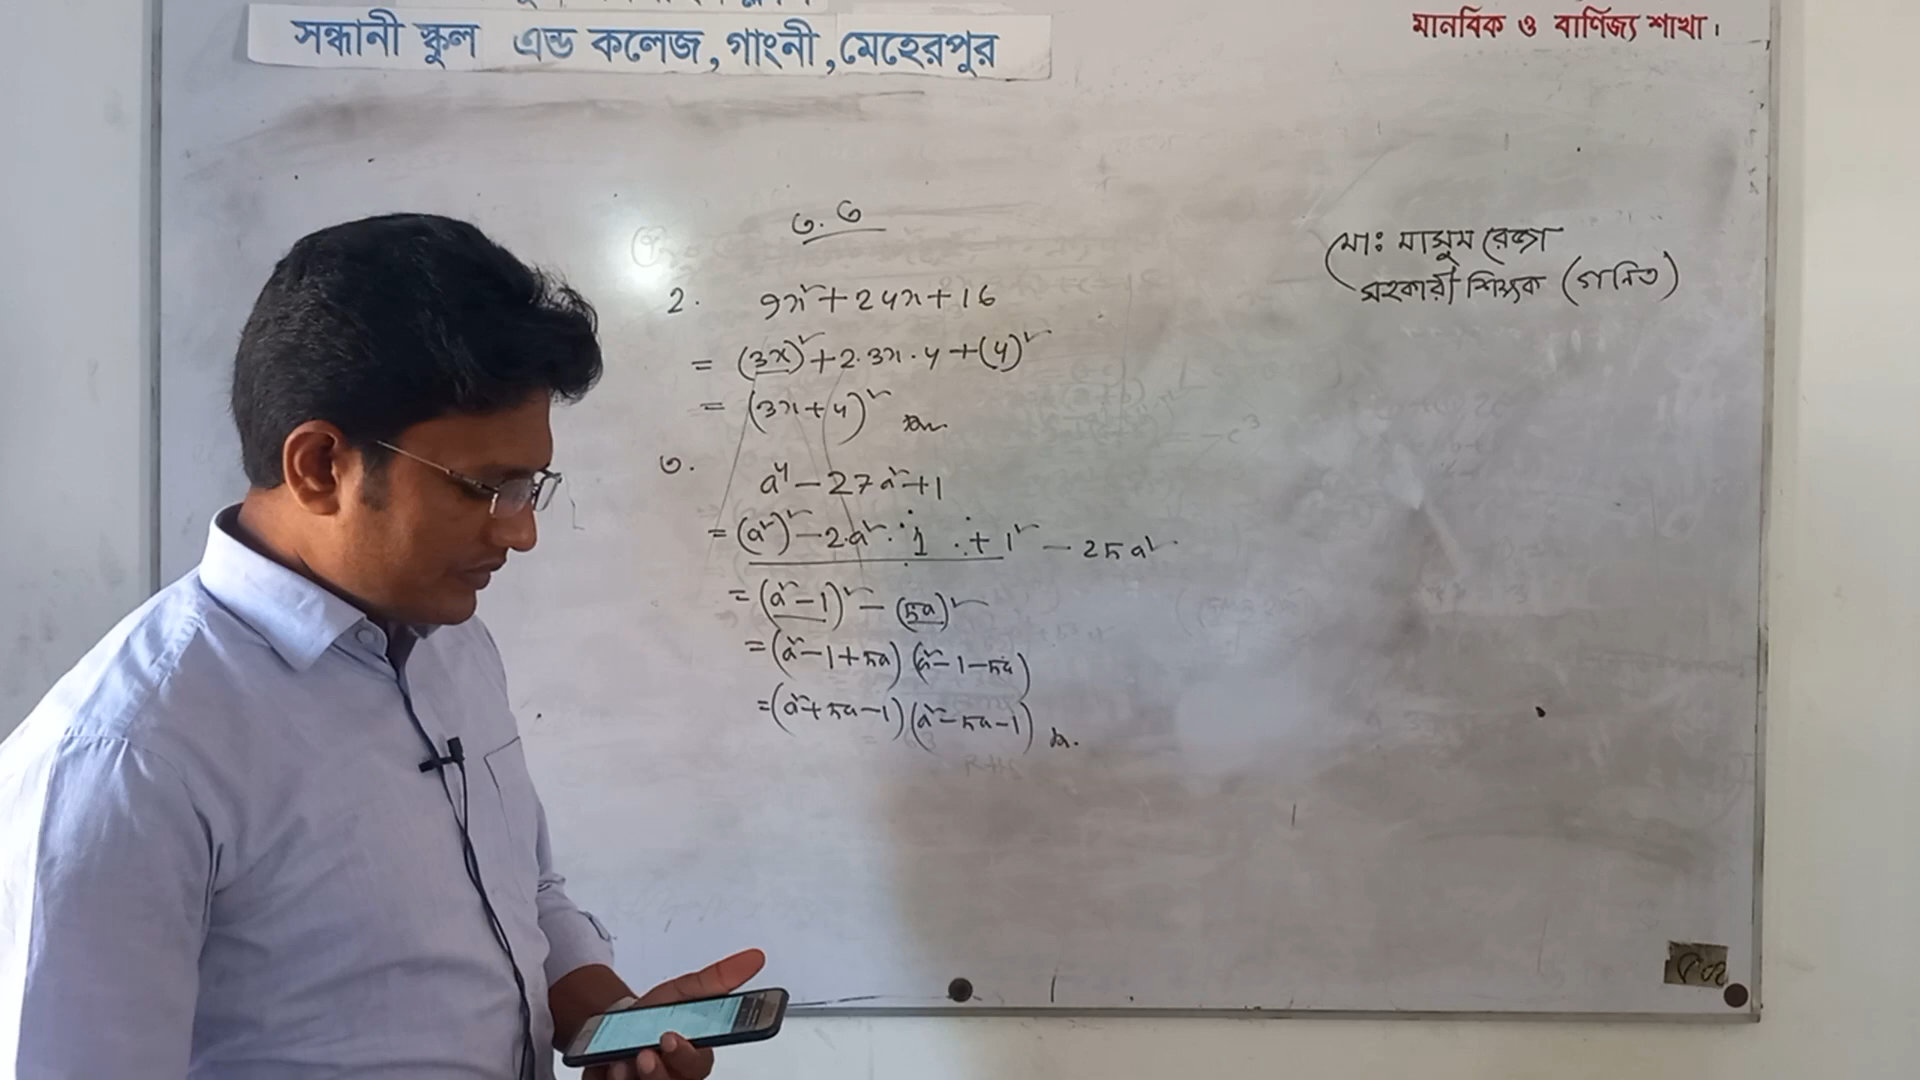 সন্ধানী স্কুল এন্ড কলেজ, গাংনী, মেহেরপুর
মানবিক ও বাণিজ্য শাখা।
মোঃ মাসুম রেজা
সহকারী শিক্ষক (গনিত)
৩.৩
2. 9x² + 24x + 16
= (3x)² + 2.3x.4 + (4)²
= (3x+4)²
৩. a⁴ - 27a² + 1
= (a²)² - 2.a².1 + 1² - 25a²
= (a²-1)² - (5a)²
= (a²-1+5a) (a²-1-5a)
= (a²+5a-1) (a²-5a-1)